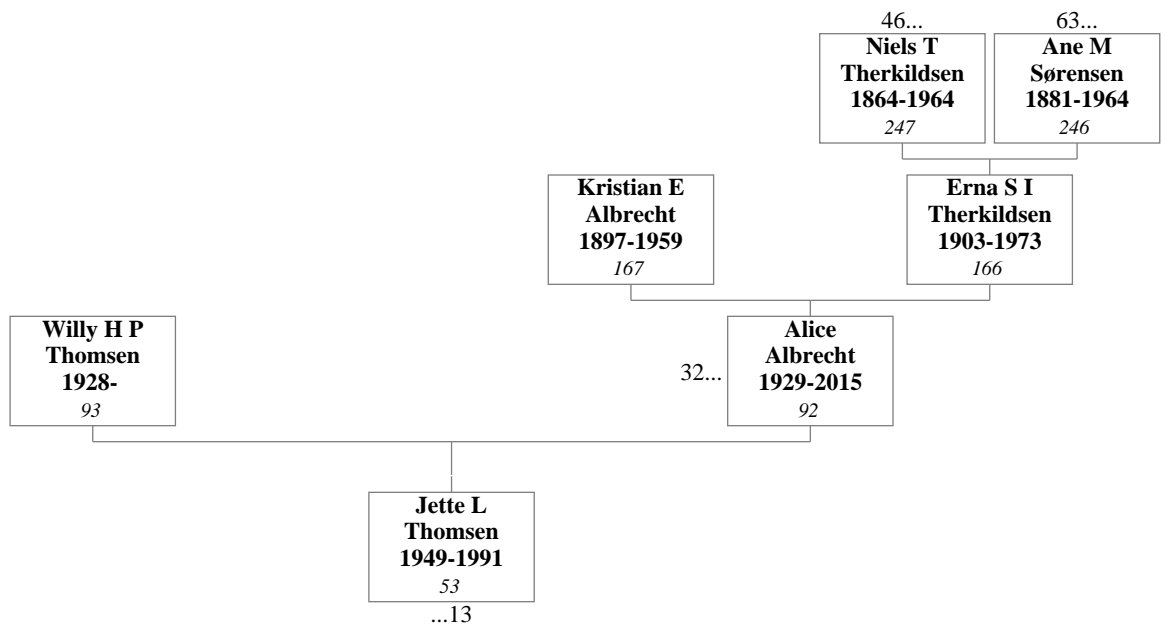 46...
Niels T
Therkildsen
1864-1964
247
63...
Ane M
Sørensen
1881-1964
246
Kristian E
Albrecht
1897-1959
167
Erna S I
Therkildsen
1903-1973
166
Willy H P
Thomsen
1928-
93
32...
Alice
Albrecht
1929-2015
92
Jette L
Thomsen
1949-1991
53
...13